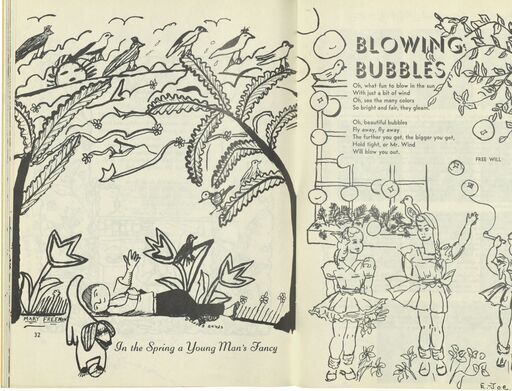 MARY FREEMAN
32
In the Spring a Young Man's Fancy
BLOWING
BUBBLES
Oh, what fun to blow in the sun,
With just a bit of wind
Oh, see the many colors
So bright and fair, they gleam.
Oh, beautiful bubbles
Fly away, fly away
The further you get, the bigger you get,
Hold tight, or Mr. Wind
Will blow you out.
FREE WILL
E. Joe